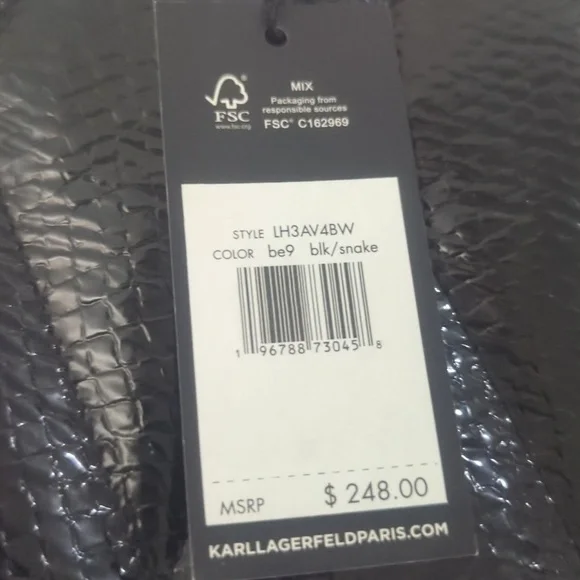 MIX
Packaging from
responsible sources
FSC® C162969
FSC
www.fsc.org
STYLE LH3AV4BW
COLOR be9 blk/snake
1 96788 73045 8
MSRP $ 248.00
KARLLAGERFELDPARIS.COM